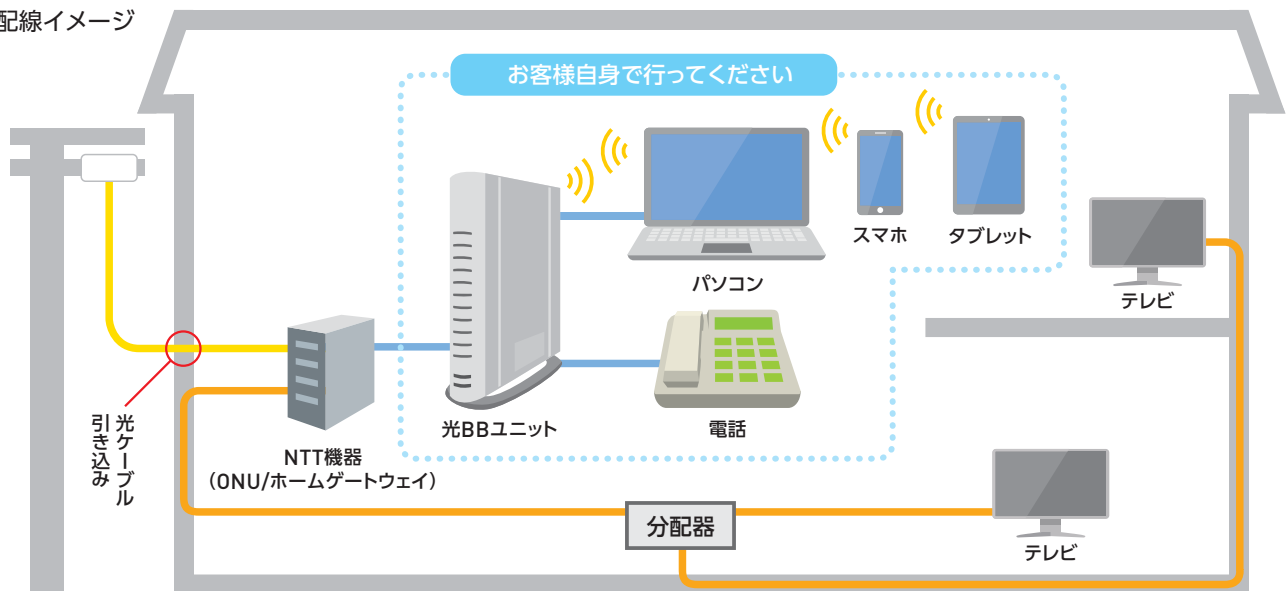 配線イメージ
お客様自身で行ってください
スマホ
タブレット
パソコン
テレビ
光ケーブル
引き込み
光BBユニット
電話
NTT機器
（ONU/ホームゲートウェイ）
分配器
テレビ